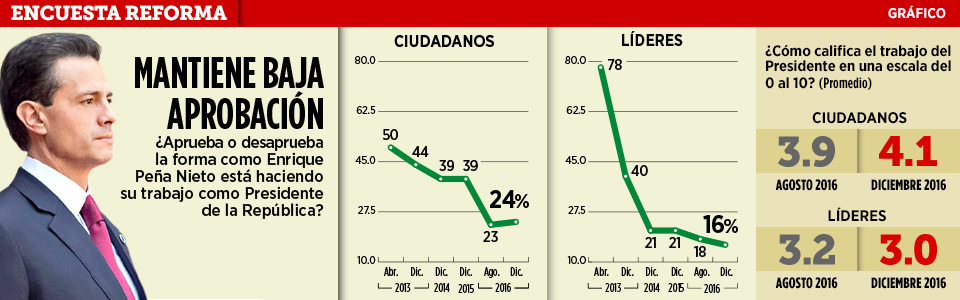 ENCUESTA REFORMA
GRÁFICO
MANTIENE BAJA
APROBACIÓN
¿Aprueba o desaprueba
la forma como Enrique
Peña Nieto está haciendo
su trabajo como Presidente
de la República?
CIUDADANOS
80.0
62.5
45.0
27.5
10.0
50
44
39
39
23
24%
Abr. Dic. Dic. Dic. Ago. Dic.
2013 2014 2015 2016
LÍDERES
80.0
62.5
45.0
27.5
10.0
78
40
21
21
18
16%
Abr. Dic. Dic. Dic. Ago. Dic.
2013 2014 2015 2016
¿Cómo califica el trabajo del
Presidente en una escala del
0 al 10? (Promedio)
CIUDADANOS
3.9 4.1
AGOSTO 2016 DICIEMBRE 2016
LÍDERES
3.2 3.0
AGOSTO 2016 DICIEMBRE 2016